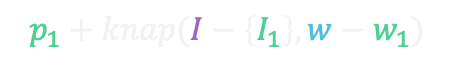 p₁ + knap(I − {I₁}, w − w₁)